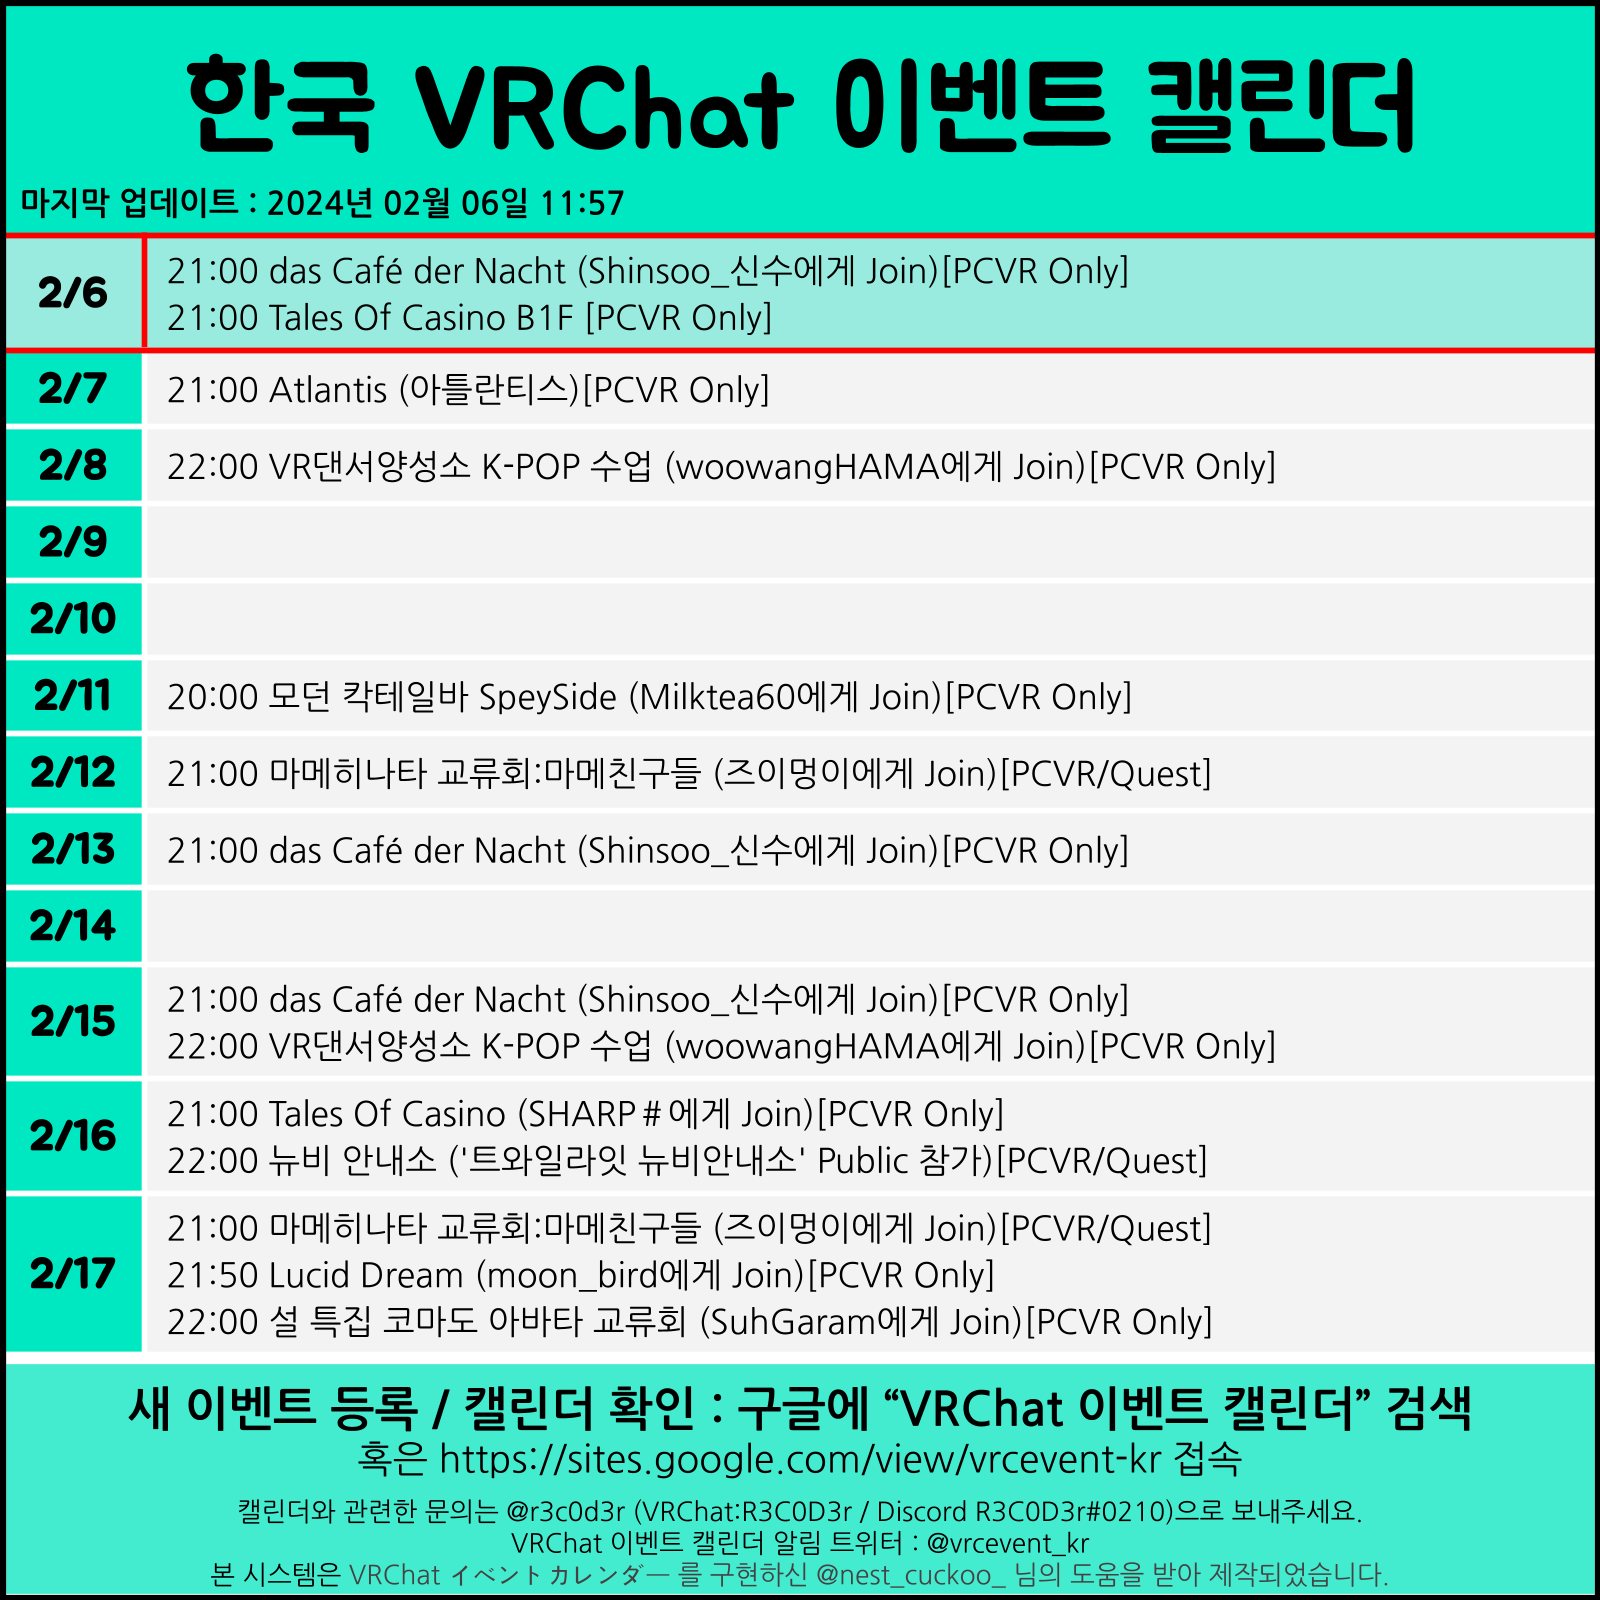 한국 VRChat 이벤트 캘린더
마지막 업데이트 : 2024년 02월 06일 11:57
2/6
21:00 das Café der Nacht (Shinsoo_신수에게 Join)[PCVR Only]
21:00 Tales Of Casino B1F [PCVR Only]
2/7
21:00 Atlantis (아틀란티스)[PCVR Only]
2/8
22:00 VR댄서양성소 K-POP 수업 (woowangHAMA에게 Join)[PCVR Only]
2/9
2/10
2/11
20:00 모던 칵테일바 SpeySide (Milktea60에게 Join)[PCVR Only]
2/12
21:00 마메히나타 교류회:마메친구들 (즈이멍이에게 Join)[PCVR/Quest]
2/13
21:00 das Café der Nacht (Shinsoo_신수에게 Join)[PCVR Only]
2/14
2/15
21:00 das Café der Nacht (Shinsoo_신수에게 Join)[PCVR Only]
22:00 VR댄서양성소 K-POP 수업 (woowangHAMA에게 Join)[PCVR Only]
2/16
21:00 Tales Of Casino (SHARP＃에게 Join)[PCVR Only]
22:00 뉴비 안내소 ('트와일라잇 뉴비안내소' Public 참가)[PCVR/Quest]
2/17
21:00 마메히나타 교류회:마메친구들 (즈이멍이에게 Join)[PCVR/Quest]
21:50 Lucid Dream (moon_bird에게 Join)[PCVR Only]
22:00 설 특집 코마도 아바타 교류회 (SuhGaram에게 Join)[PCVR Only]
새 이벤트 등록 / 캘린더 확인 : 구글에 “VRChat 이벤트 캘린더” 검색
혹은 https://sites.google.com/view/vrcevent-kr 접속
캘린더와 관련한 문의는 @r3c0d3r (VRChat:R3C0D3r / Discord R3C0D3r#0210)으로 보내주세요.
VRChat 이벤트 캘린더 알림 트위터 : @vrcevent_kr
본 시스템은 VRChat イベントカレンダー 를 구현하신 @nest_cuckoo_ 님의 도움을 받아 제작되었습니다.